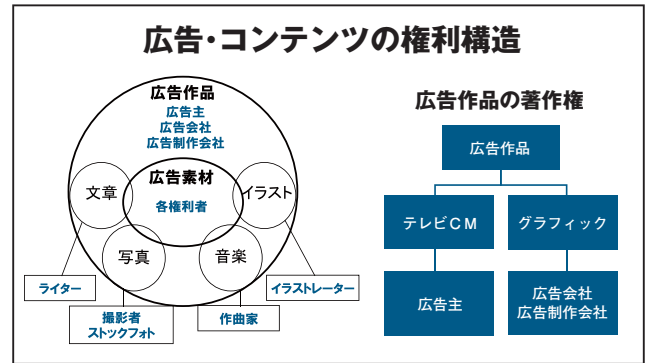 広告・コンテンツの権利構造
広告作品
広告主
広告会社
広告制作会社
広告素材
各権利者
文章
イラスト
写真
音楽
ライター
撮影者
ストックフォト
作曲家
イラストレーター
広告作品の著作権
広告作品
テレビCM
グラフィック
広告主
広告会社
広告制作会社